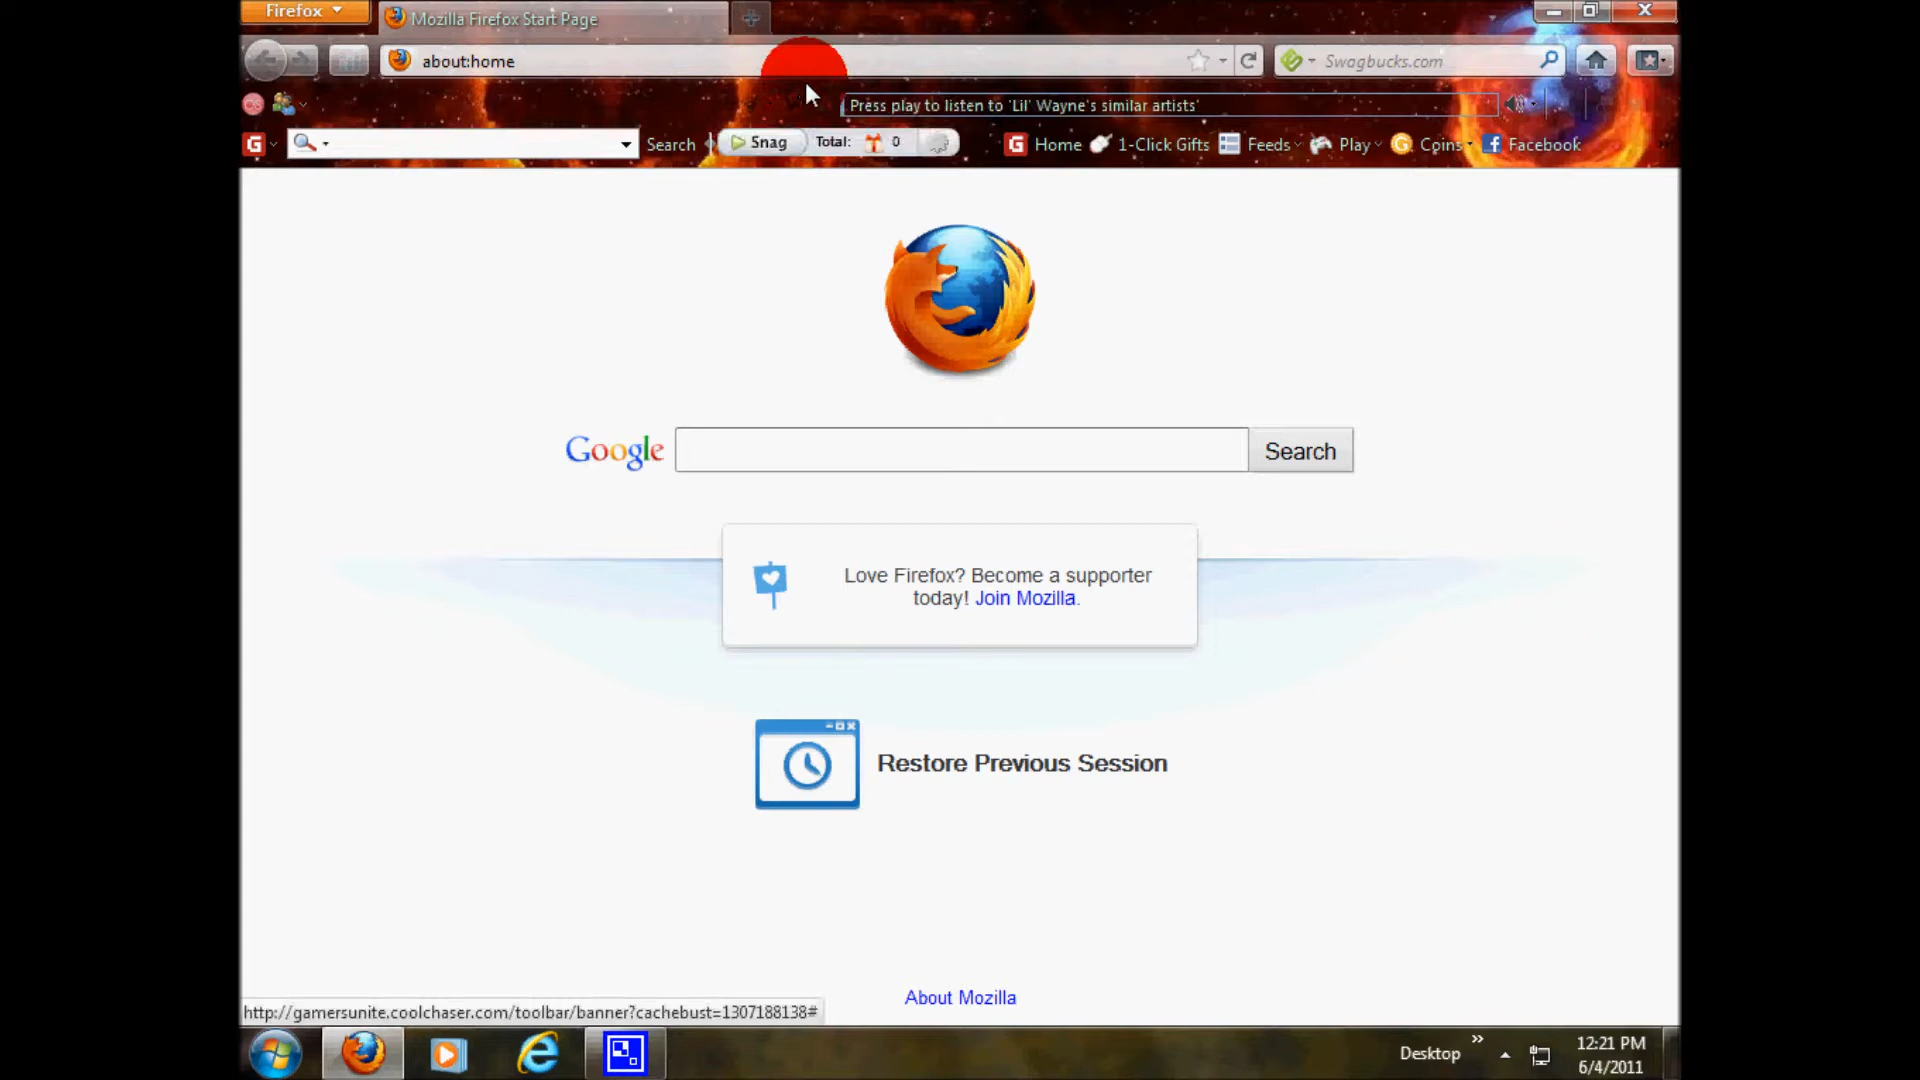 Firefox
Mozilla Firefox Start Page
about:home
Swagbucks.com
Press play to listen to 'Lil' Wayne's similar artists'
G
Search
Snag
Total:
0
G
Home
1-Click Gifts
Feeds
Play
G
Coins
Facebook
Google
Search
Love Firefox? Become a supporter
today! Join Mozilla.
Restore Previous Session
About Mozilla
http://gamersunite.coolchaser.com/toolbar/banner?cachebust=1307188138#
Desktop
12:21 PM
6/4/2011